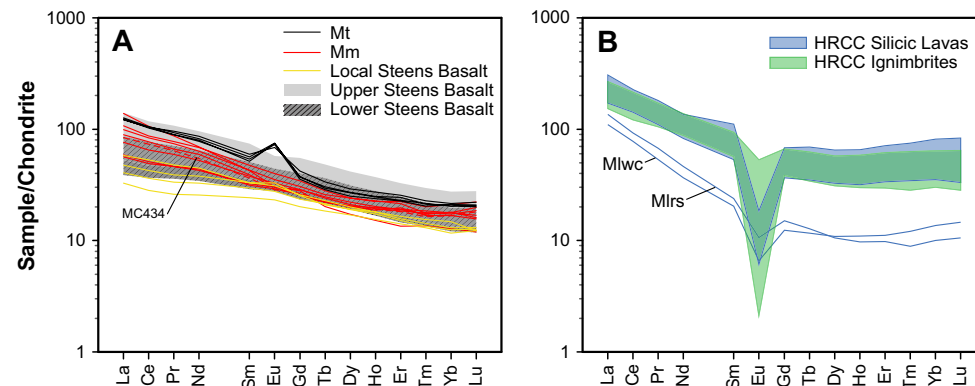 Sample/Chondrite
1000
100
10
1
A
Mt
Mm
Local Steens Basalt
Upper Steens Basalt
Lower Steens Basalt
MC434
La
Ce
Pr
Nd
Sm
Eu
Gd
Tb
Dy
Ho
Er
Tm
Yb
Lu
1000
100
10
1
B
HRCC Silicic Lavas
HRCC Ignimbrites
Mlwc
Mlrs
La
Ce
Pr
Nd
Sm
Eu
Gd
Tb
Dy
Ho
Er
Tm
Yb
Lu